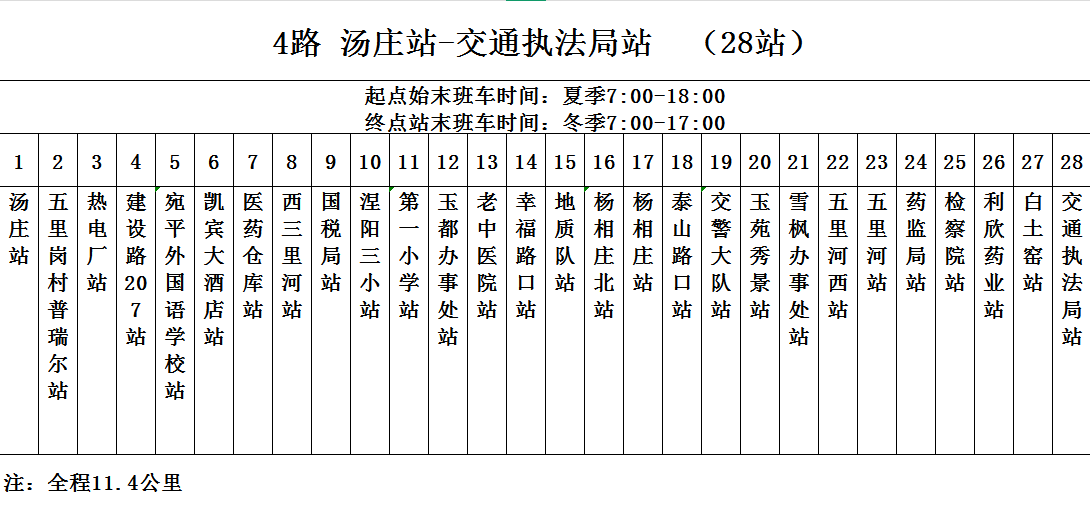 4路 汤庄站-交通执法局站 （28站）
起点始末班车时间：夏季7:00-18:00
终点站末班车时间：冬季7:00-17:00
1 2 3 4 5 6 7 8 9 10 11 12 13 14 15 16 17 18 19 20 21 22 23 24 25 26 27 28
汤庄站
五里岗村普瑞尔站
热电厂站
建设路207站
宛平外国语学校站
凯宾大酒店站
医药仓库站
西三里河站
国税局站
涅阳三小站
第一小学站
玉都办事处站
老中医院站
幸福路口站
地质队站
杨相庄北站
杨相庄站
泰山路口站
交警大队站
玉苑秀景站
雪枫办事处站
五里河西站
五里河站
药监局站
检察院站
利欣药业站
白土窑站
交通执法局站
注：全程11.4公里